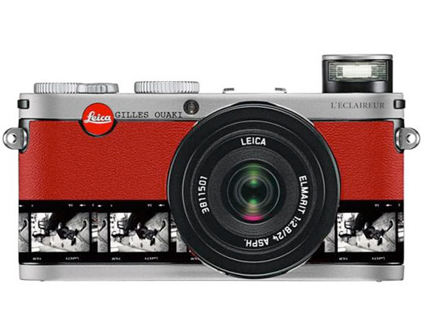 Leica
GILLES OUAKI
L'ECLAIREUR
LEICA
ELMARIT 1:2.8/24 ASPH.
3811501